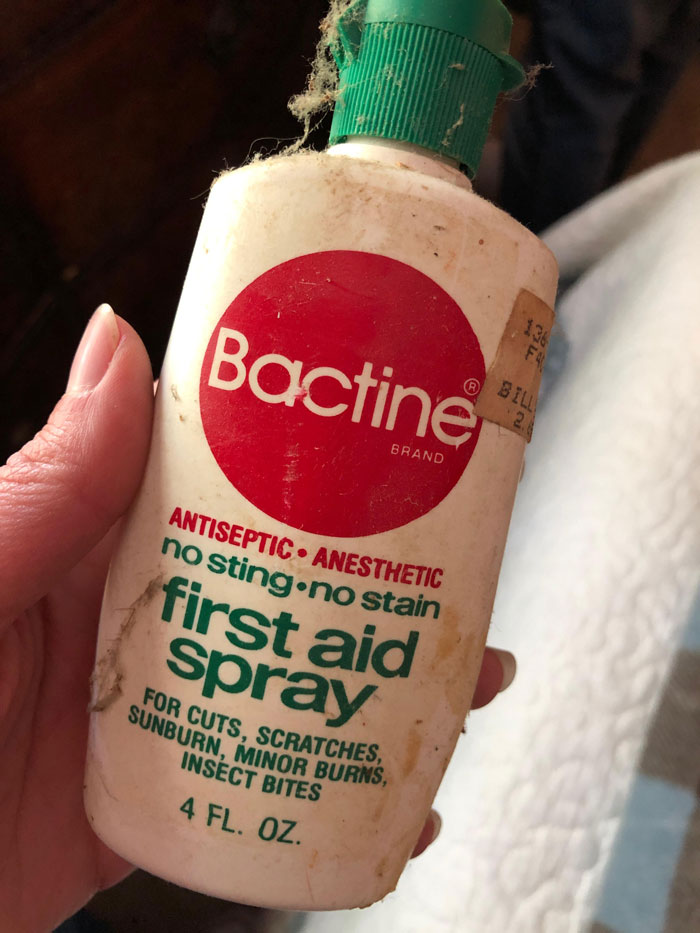 Bactine®
BRAND
ANTISEPTIC • ANESTHETIC
no sting•no stain
first aid
spray
FOR CUTS, SCRATCHES,
SUNBURN, MINOR BURNS,
INSECT BITES
4 FL. OZ.